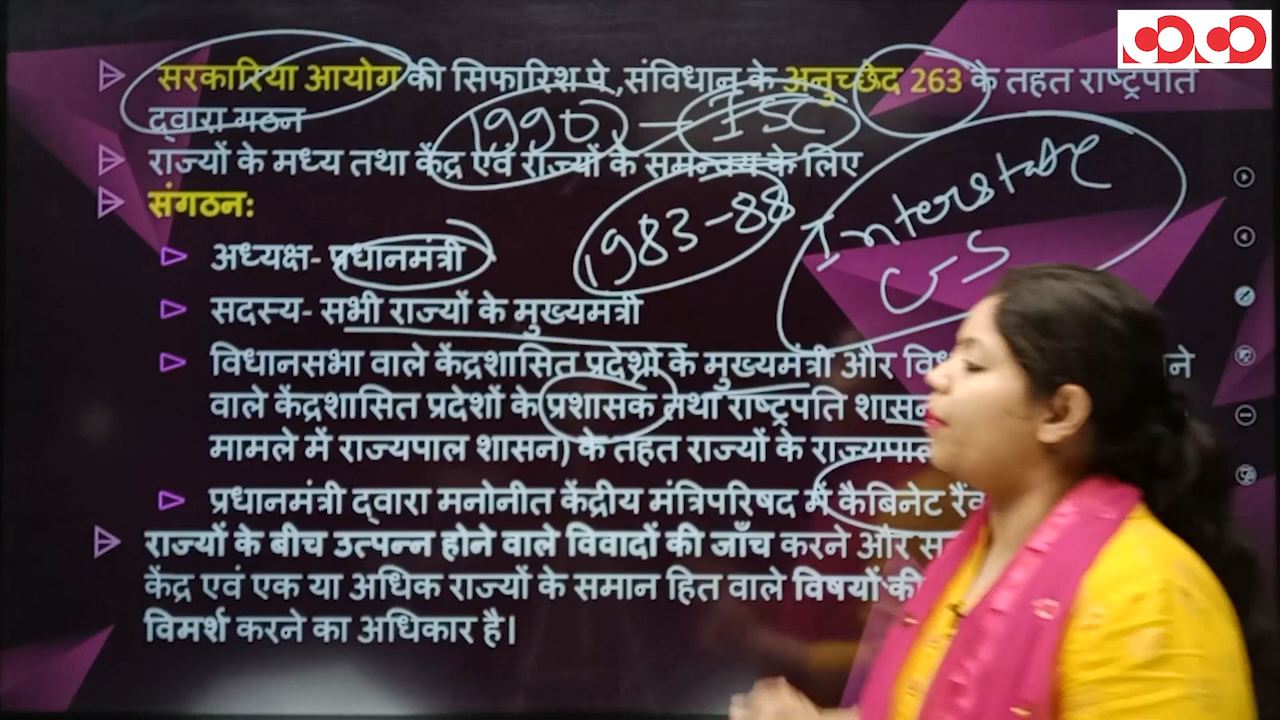 सरकारिया आयोग की सिफारिश पे ,संविधान के अनुच्छेद 263 के तहत राष्ट्रपति
द्वारा गठन
1990 - ISC
राज्यों के मध्य तथा केंद्र एवं राज्यों के समन्वय के लिए
Interstate
1983-88
संगठन:
अध्यक्ष- प्रधानमंत्री
सदस्य- सभी राज्यों के मुख्यमंत्री
विधानसभा वाले केंद्रशासित प्रदेशों के मुख्यमंत्री और
वाले केंद्रशासित प्रदेशों के प्रशासक तथा राष्ट्रपति शासन
मामले में राज्यपाल शासन) के तहत राज्यों के राज्यपाल
प्रधानमंत्री द्वारा मनोनीत केंद्रीय मंत्रिपरिषद में कैबिनेट रैंक
राज्यों के बीच उत्पन्न होने वाले विवादों की जाँच करने और
केंद्र एवं एक या अधिक राज्यों के समान हित वाले विषयों की
विमर्श करने का अधिकार है।